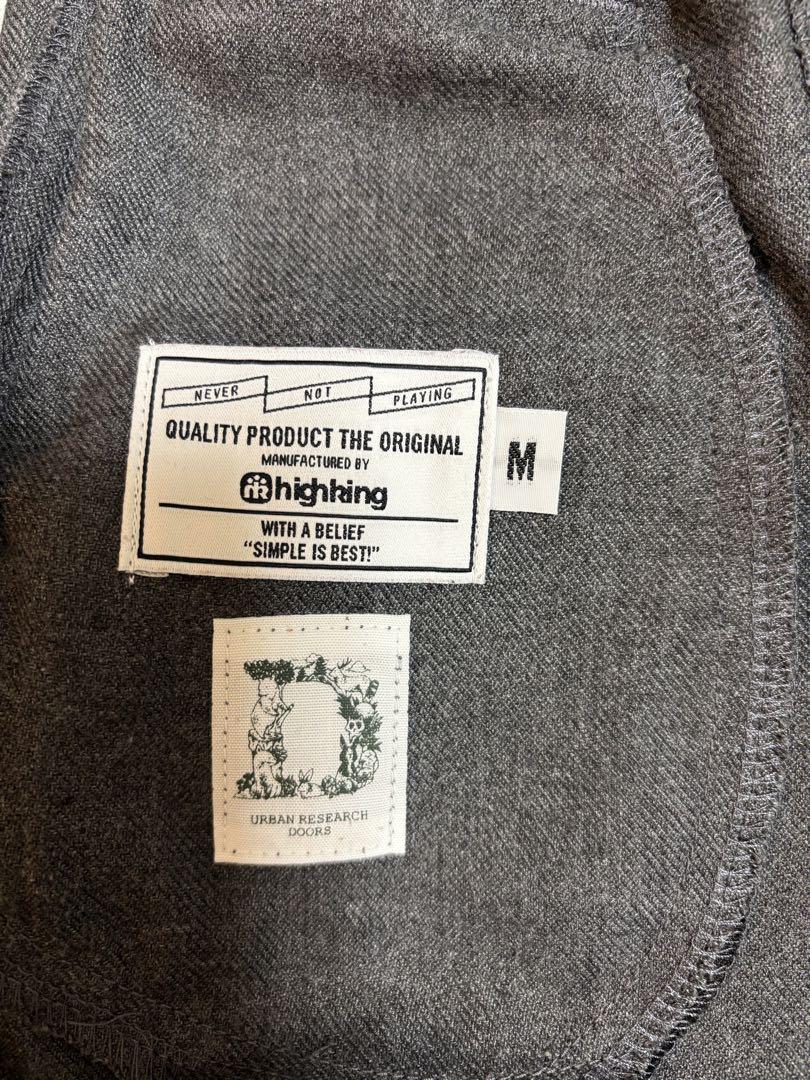 NEVER NOT PLAYING
QUALITY PRODUCT THE ORIGINAL
MANUFACTURED BY
highking
WITH A BELIEF
"SIMPLE IS BEST!"
M
URBAN RESEARCH
DOORS